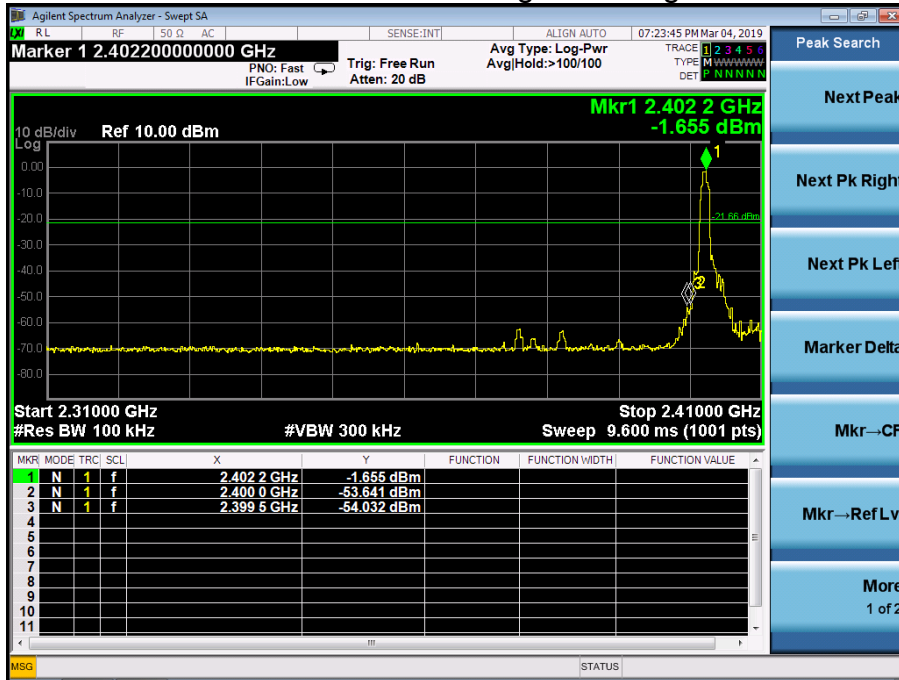 Agilent Spectrum Analyzer - Swept SA
LXI RL RF 50 Ω AC SENSE:INT ALIGN AUTO 07:23:45 PM Mar 04, 2019
Marker 1 2.402200000000 GHz
PNO: Fast
IFGain:Low
Trig: Free Run
Atten: 20 dB
Avg Type: Log-Pwr
Avg|Hold:>100/100
TRACE 1 2 3 4 5 6
TYPE M WWWWW
DET P N N N N N
Mkr1 2.402 2 GHz
-1.655 dBm
10 dB/div Ref 10.00 dBm
Log
1
0.00
-10.0
-20.0
-21.66 dBm
-30.0
-40.0
2
-50.0
-60.0
-70.0
-80.0
Start 2.31000 GHz Stop 2.41000 GHz
#Res BW 100 kHz #VBW 300 kHz Sweep 9.600 ms (1001 pts)
MKR MODE TRC SCL X Y FUNCTION FUNCTION WIDTH FUNCTION VALUE
1 N 1 f 2.402 2 GHz -1.655 dBm
2 N 1 f 2.400 0 GHz -53.641 dBm
3 N 1 f 2.399 5 GHz -54.032 dBm
4
5
6
7
8
9
10
11
MSG STATUS
Peak Search
Next Peak
Next Pk Right
Next Pk Left
Marker Delta
Mkr→CF
Mkr→Ref Lv
More
1 of 2